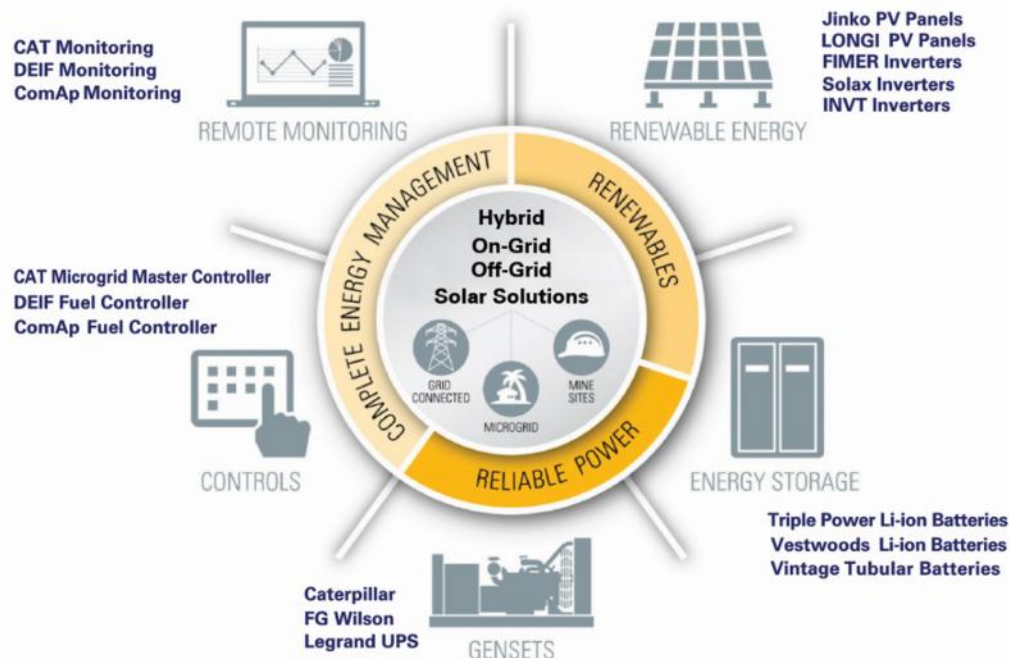 CAT Monitoring
DEIF Monitoring
ComAp Monitoring
REMOTE MONITORING
Jinko PV Panels
LONGI PV Panels
FIMER Inverters
Solax Inverters
INVT Inverters
RENEWABLE ENERGY
COMPLETE ENERGY MANAGEMENT
RENEWABLES
Hybrid
On-Grid
Off-Grid
Solar Solutions
GRID
CONNECTED
MICROGRID
MINE
SITES
RELIABLE POWER
CAT Microgrid Master Controller
DEIF Fuel Controller
ComAp Fuel Controller
CONTROLS
ENERGY STORAGE
Triple Power Li-ion Batteries
Vestwoods Li-ion Batteries
Vintage Tubular Batteries
Caterpillar
FG Wilson
Legrand UPS
GENSETS